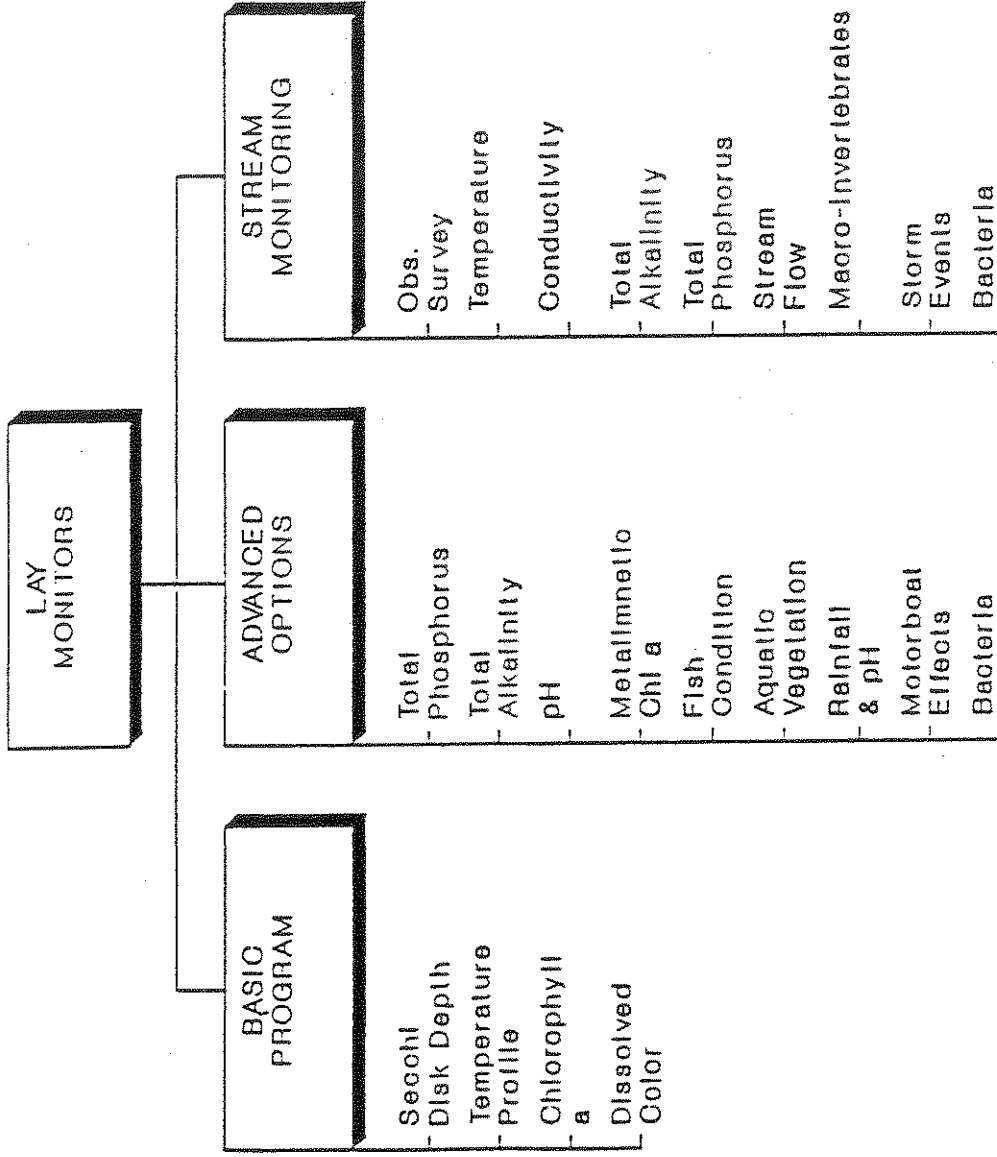 LAY
MONITORS
BASIC
PROGRAM
Secchi
Disk Depth
Temperature
Profile
Chlorophyll
a
Dissolved
Color
ADVANCED
OPTIONS
Total
Phosphorus
Total
Alkalinity
pH
Metalimnetic
Chl a
Fish
Condition
Aquatic
Vegetation
Rainfall
& pH
Motorboat
Effects
Bacteria
STREAM
MONITORING
Obs.
Survey
Temperature
Conductivity
Total
Alkalinity
Total
Phosphorus
Stream
Flow
Macro-Invertebrates
Storm
Events
Bacteria